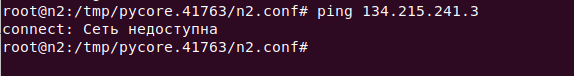 root@n2:/tmp/pycore.41763/n2.conf# ping 134.215.241.3
connect: Сеть недоступна
root@n2:/tmp/pycore.41763/n2.conf#